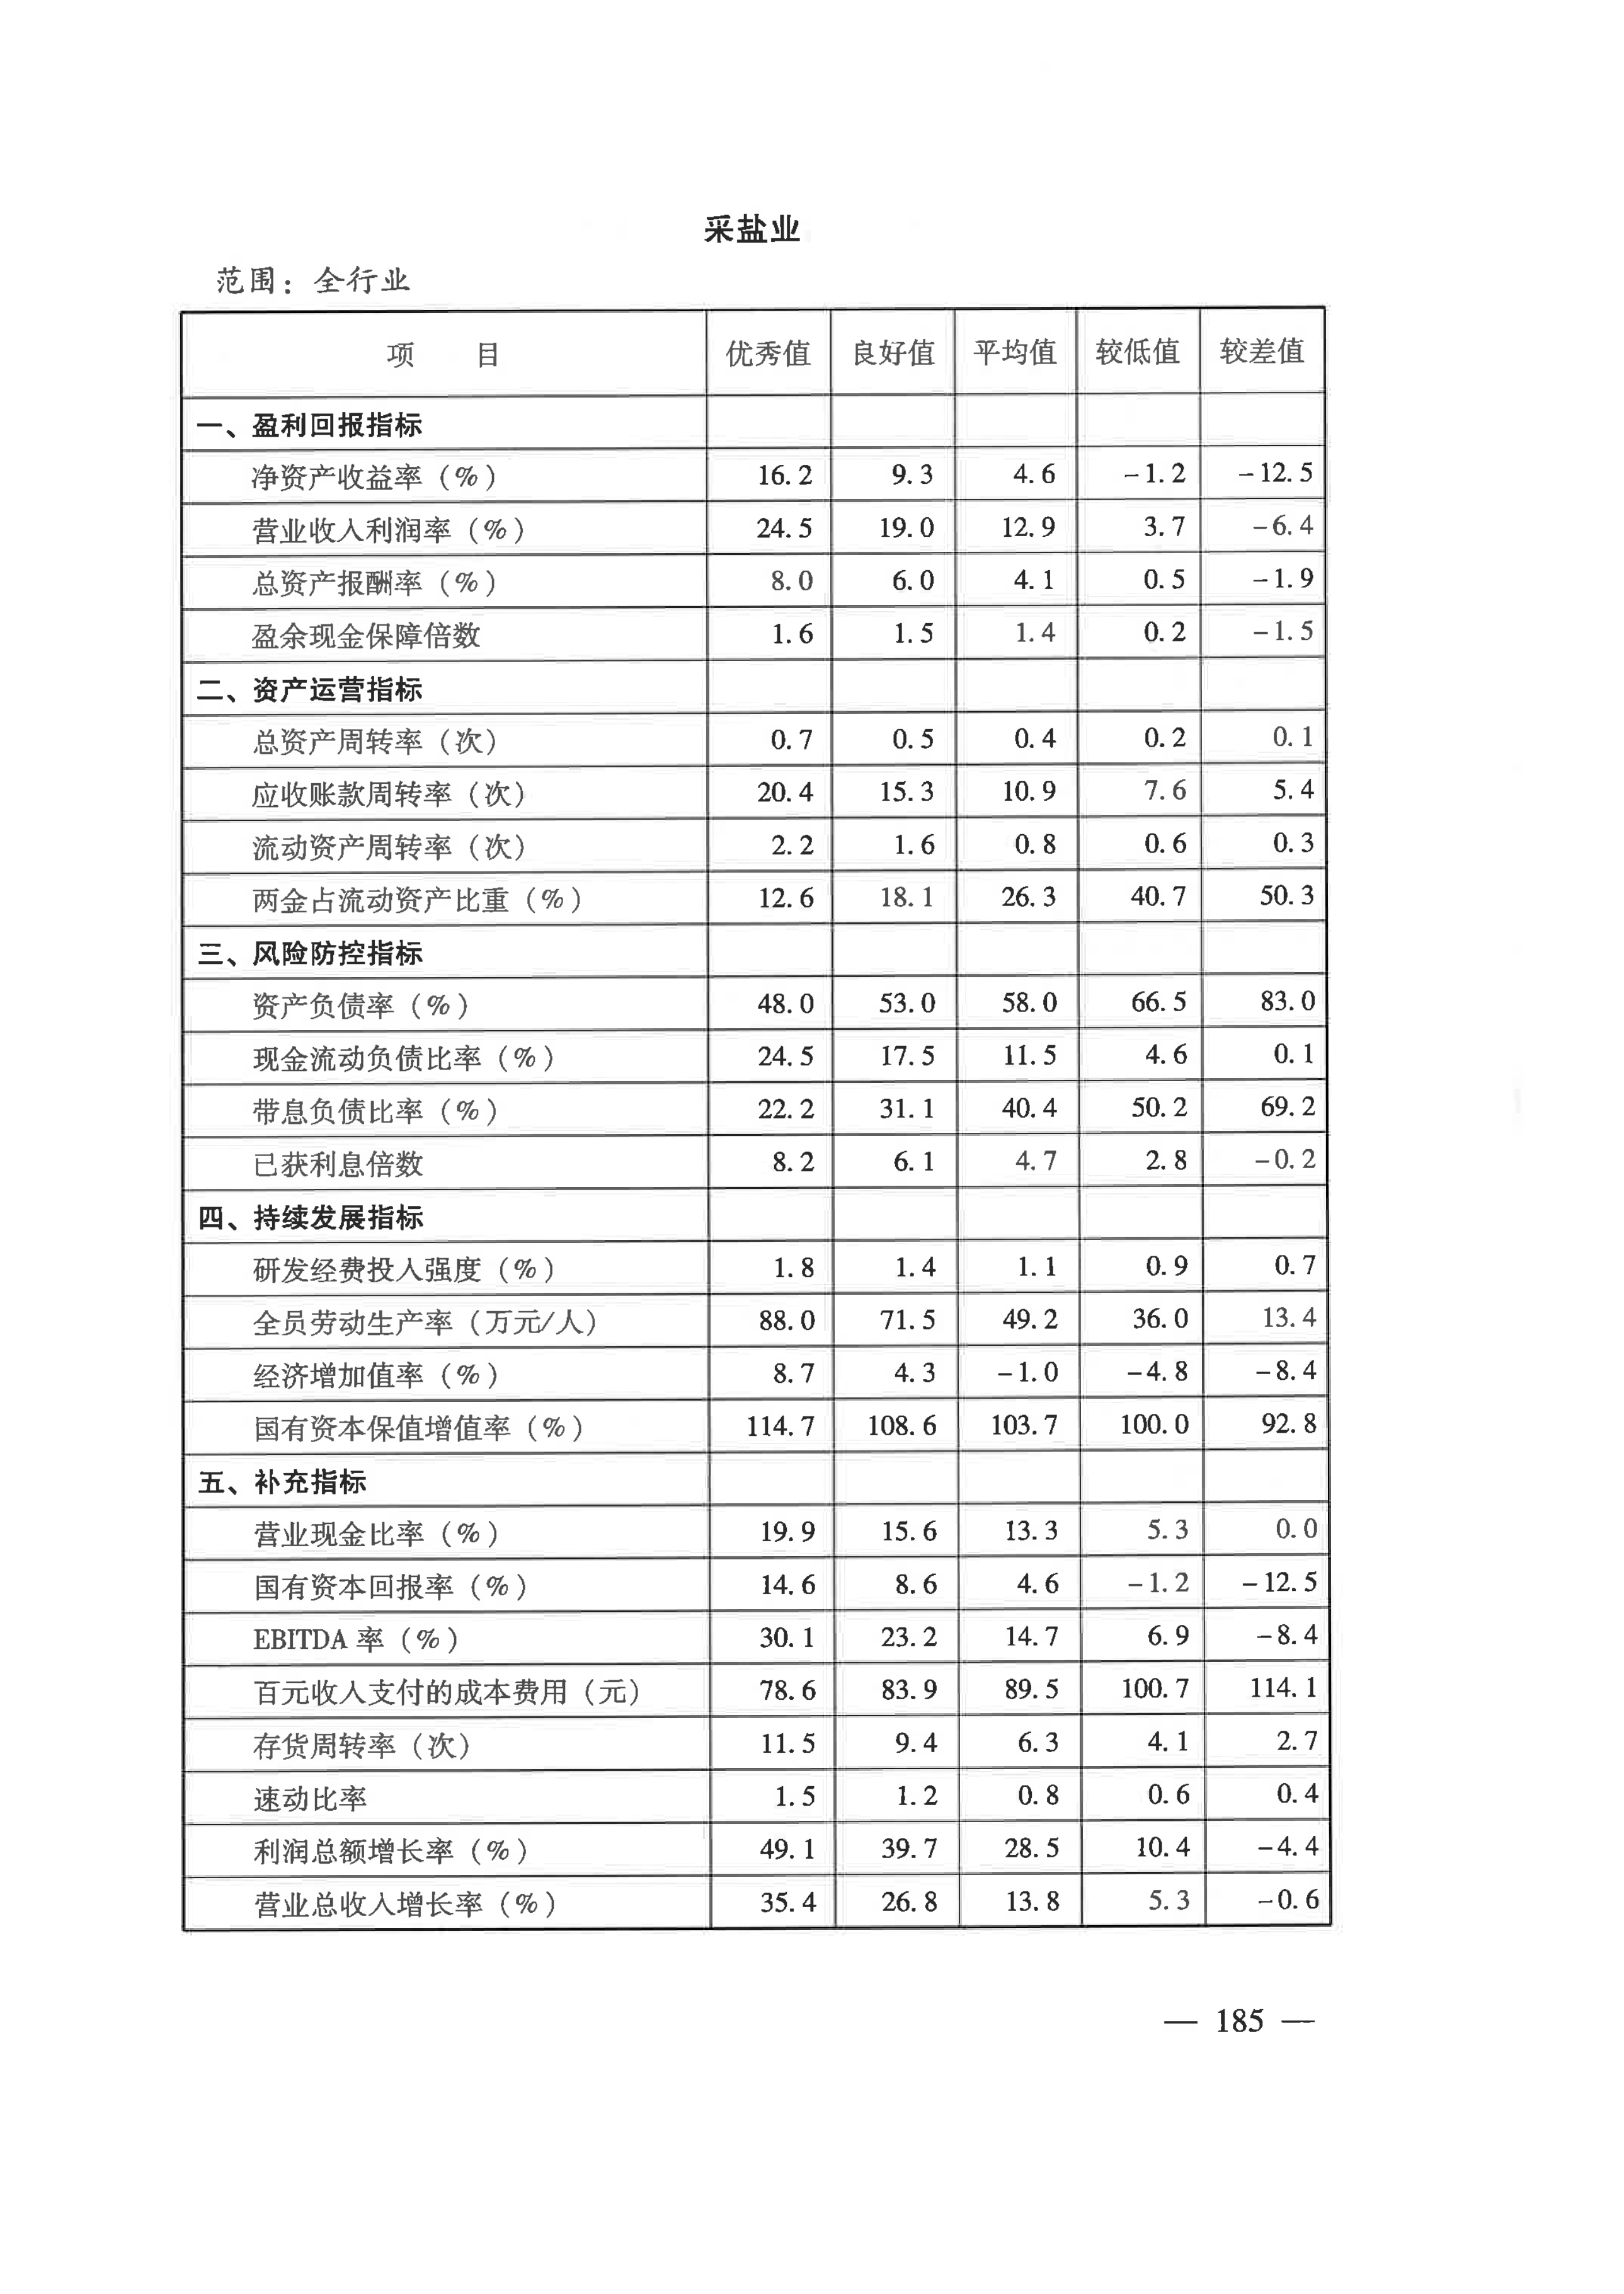 采盐业
范围：全行业
项 目 优秀值 良好值 平均值 较低值 较差值
一、盈利回报指标
净资产收益率（%） 16.2 9.3 4.6 -1.2 -12.5
营业收入利润率（%） 24.5 19.0 12.9 3.7 -6.4
总资产报酬率（%） 8.0 6.0 4.1 0.5 -1.9
盈余现金保障倍数 1.6 1.5 1.4 0.2 -1.5
二、资产运营指标
总资产周转率（次） 0.7 0.5 0.4 0.2 0.1
应收账款周转率（次） 20.4 15.3 10.9 7.6 5.4
流动资产周转率（次） 2.2 1.6 0.8 0.6 0.3
两金占流动资产比重（%） 12.6 18.1 26.3 40.7 50.3
三、风险防控指标
资产负债率（%） 48.0 53.0 58.0 66.5 83.0
现金流动负债比率（%） 24.5 17.5 11.5 4.6 0.1
带息负债比率（%） 22.2 31.1 40.4 50.2 69.2
已获利息倍数 8.2 6.1 4.7 2.8 -0.2
四、持续发展指标
研发经费投入强度（%） 1.8 1.4 1.1 0.9 0.7
全员劳动生产率（万元/人） 88.0 71.5 49.2 36.0 13.4
经济增加值率（%） 8.7 4.3 -1.0 -4.8 -8.4
国有资本保值增值率（%） 114.7 108.6 103.7 100.0 92.8
五、补充指标
营业现金比率（%） 19.9 15.6 13.3 5.3 0.0
国有资本回报率（%） 14.6 8.6 4.6 -1.2 -12.5
EBITDA 率（%） 30.1 23.2 14.7 6.9 -8.4
百元收入支付的成本费用（元） 78.6 83.9 89.5 100.7 114.1
存货周转率（次） 11.5 9.4 6.3 4.1 2.7
速动比率 1.5 1.2 0.8 0.6 0.4
利润总额增长率（%） 49.1 39.7 28.5 10.4 -4.4
营业总收入增长率（%） 35.4 26.8 13.8 5.3 -0.6
— 185 —